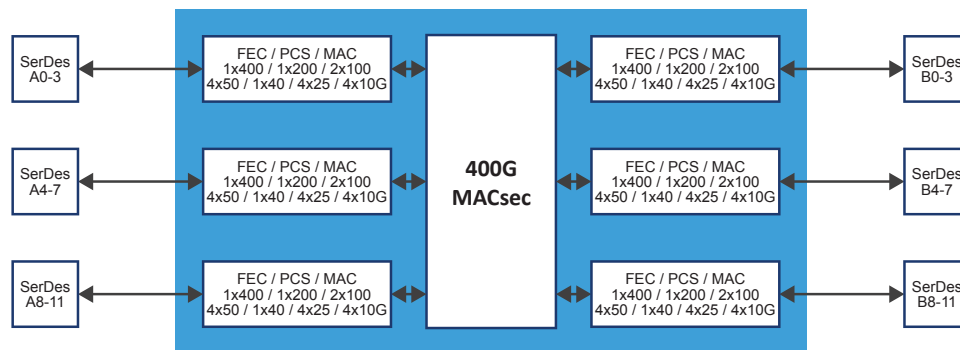 SerDes
A0-3
FEC / PCS / MAC
1x400 / 1x200 / 2x100
4x50 / 1x40 / 4x25 / 4x10G
FEC / PCS / MAC
1x400 / 1x200 / 2x100
4x50 / 1x40 / 4x25 / 4x10G
SerDes
B0-3
SerDes
A4-7
FEC / PCS / MAC
1x400 / 1x200 / 2x100
4x50 / 1x40 / 4x25 / 4x10G
400G
MACsec
FEC / PCS / MAC
1x400 / 1x200 / 2x100
4x50 / 1x40 / 4x25 / 4x10G
SerDes
B4-7
SerDes
A8-11
FEC / PCS / MAC
1x400 / 1x200 / 2x100
4x50 / 1x40 / 4x25 / 4x10G
FEC / PCS / MAC
1x400 / 1x200 / 2x100
4x50 / 1x40 / 4x25 / 4x10G
SerDes
B8-11